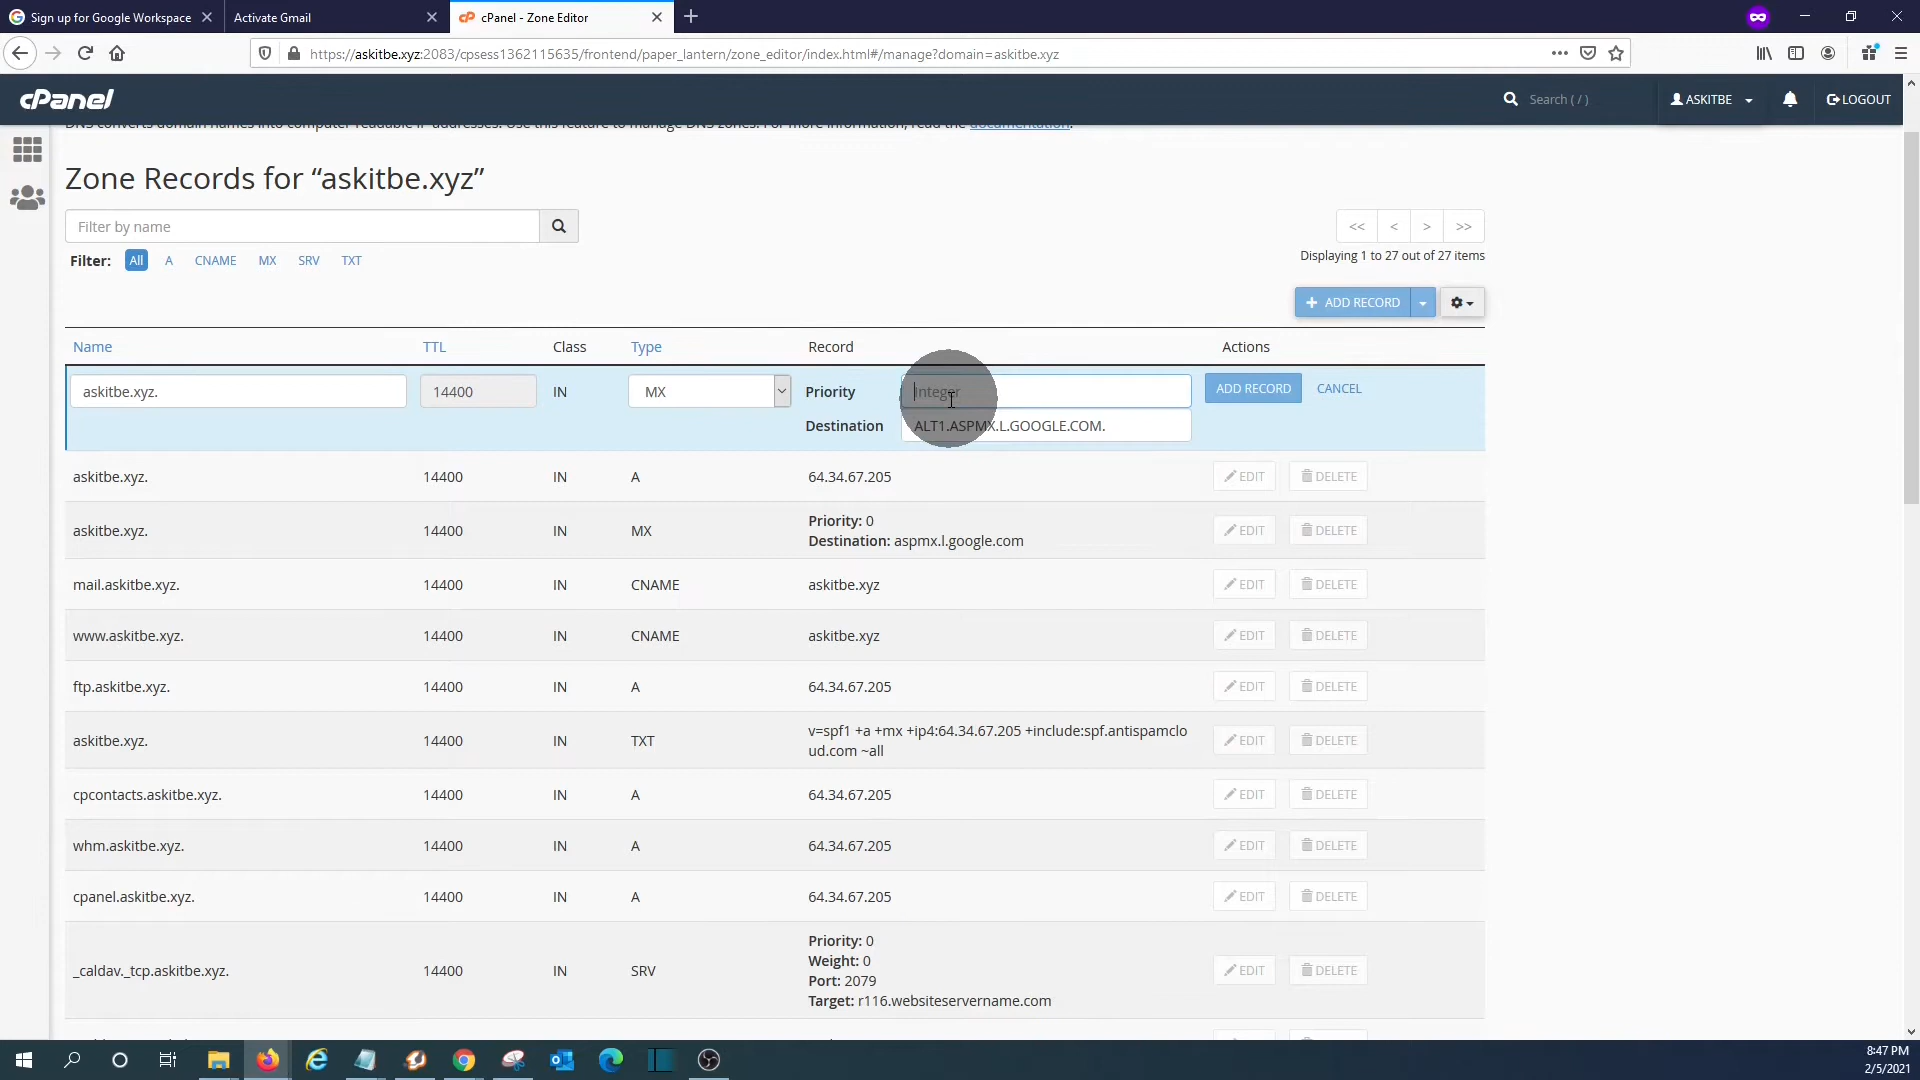 Sign up for Google Workspace
Activate Gmail
cPanel - Zone Editor
https://askitbe.xyz:2083/cpsess1362115635/frontend/paper_lantern/zone_editor/index.html#/manage?domain=askitbe.xyz
cPanel
Search ( / )
ASKITBE
LOGOUT
DNS converts domain names into computer readable IP addresses. Use this feature to manage DNS zones. For more information, read the documentation.
Zone Records for “askitbe.xyz”
Filter by name
<< < > >>
Filter: All A CNAME MX SRV TXT
Displaying 1 to 27 out of 27 items
+ ADD RECORD
Name TTL Class Type Record Actions
askitbe.xyz. 14400 IN MX Priority Integer ADD RECORD CANCEL
Destination ALT1.ASPMX.L.GOOGLE.COM.
askitbe.xyz. 14400 IN A 64.34.67.205 EDIT DELETE
askitbe.xyz. 14400 IN MX Priority: 0 EDIT DELETE
Destination: aspmx.l.google.com
mail.askitbe.xyz. 14400 IN CNAME askitbe.xyz EDIT DELETE
www.askitbe.xyz. 14400 IN CNAME askitbe.xyz EDIT DELETE
ftp.askitbe.xyz. 14400 IN A 64.34.67.205 EDIT DELETE
askitbe.xyz. 14400 IN TXT v=spf1 +a +mx +ip4:64.34.67.205 +include:spf.antispamclo EDIT DELETE
ud.com ~all
cpcontacts.askitbe.xyz. 14400 IN A 64.34.67.205 EDIT DELETE
whm.askitbe.xyz. 14400 IN A 64.34.67.205 EDIT DELETE
cpanel.askitbe.xyz. 14400 IN A 64.34.67.205 EDIT DELETE
_caldav._tcp.askitbe.xyz. 14400 IN SRV Priority: 0 EDIT DELETE
Weight: 0
Port: 2079
Target: r116.websiteservername.com
8:47 PM
2/5/2021